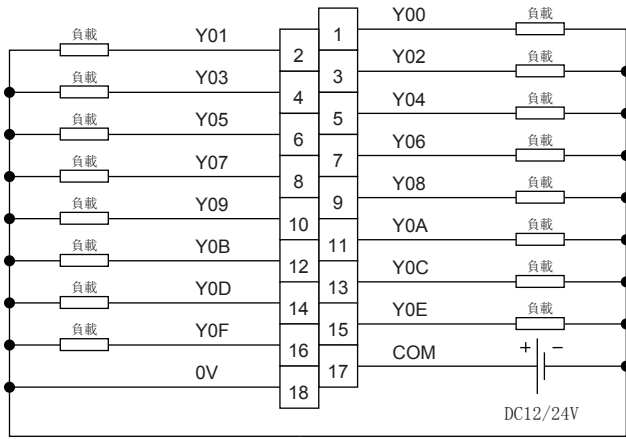 Y00 負載
1
負載 Y01
2
Y02 負載
3
負載 Y03
4
Y04 負載
5
負載 Y05
6
Y06 負載
7
負載 Y07
8
Y08 負載
9
負載 Y09
10
Y0A 負載
11
負載 Y0B
12
Y0C 負載
13
負載 Y0D
14
Y0E 負載
15
負載 Y0F
16
COM + −
17
0V
18
DC12/24V